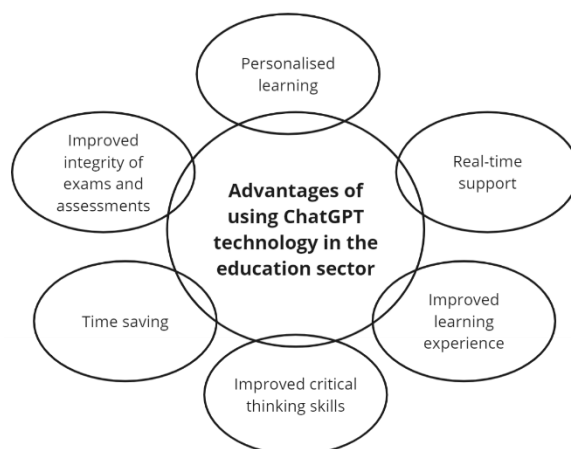 Personalised
learning
Improved
integrity of
exams and
assessments
Real-time
support
Advantages of
using ChatGPT
technology in the
education sector
Time saving
Improved
learning
experience
Improved critical
thinking skills